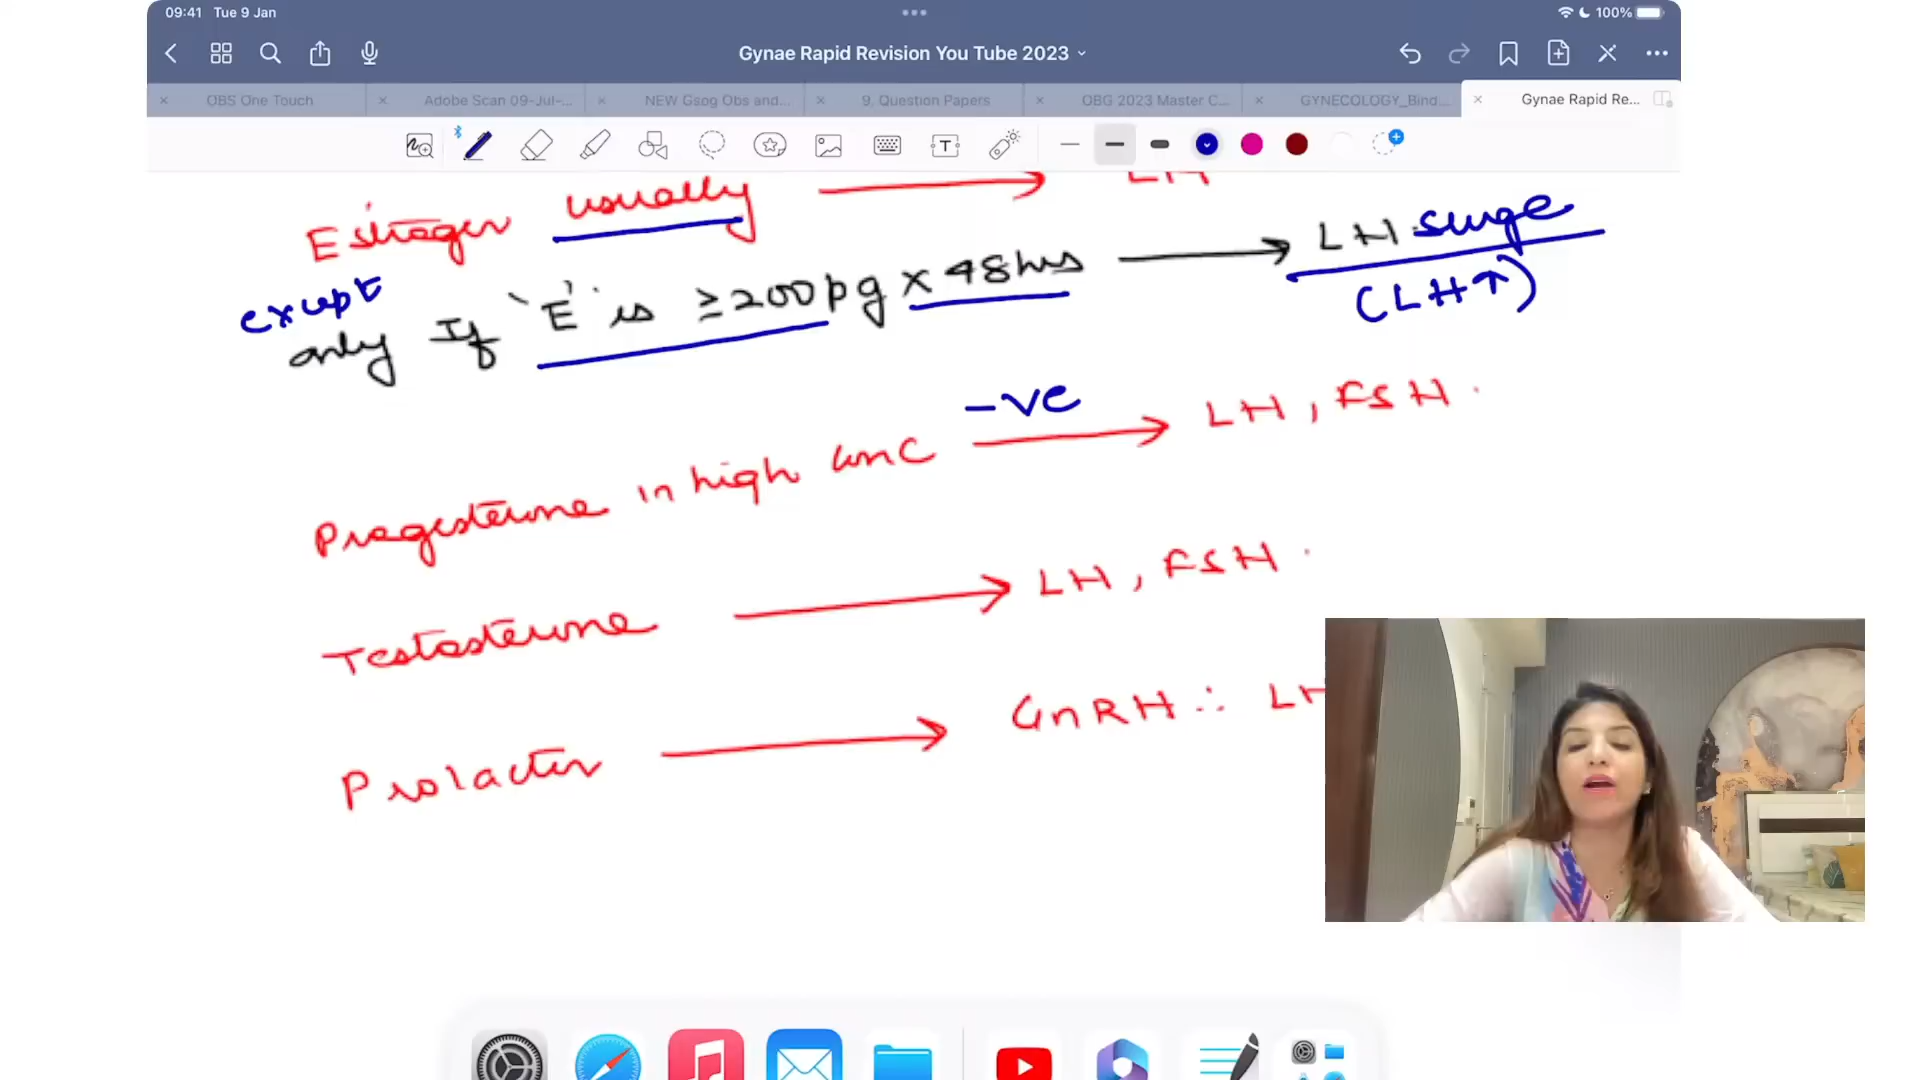 09:41 Tue 9 Jan
100%
Gynae Rapid Revision You Tube 2023
OBS One Touch
Adobe Scan 09-Jul-...
NEW Gsog Obs and...
9. Question Papers
OBG 2023 Master C...
GYNECOLOGY_Bind...
Gynae Rapid Re...
Estrogen usually → LH
except
only If 'E' is ≥200pg x 48hrs → LH surge
(LH↑)
Progesterone in high conc -ve → LH, FSH.
Testosterone → LH, FSH.
Prolactin → GnRH ∴ LH